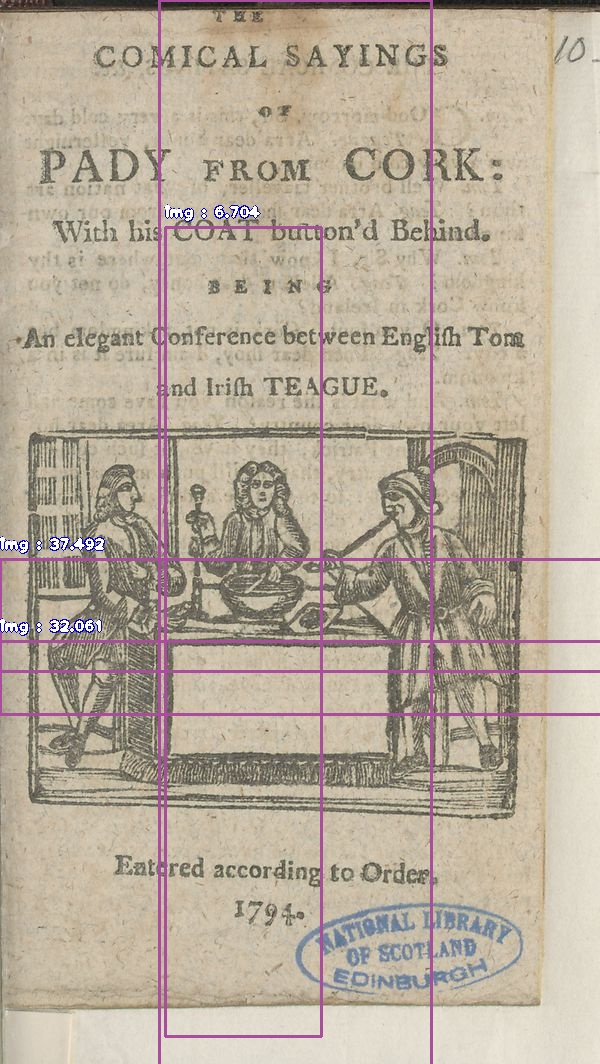 THE
COMICAL SAYINGS
OF
PADY FROM CORK:
With his COAT button'd Behind.
BEING
An elegant Conference between Engliſh Tom
and Iriſh TEAGUE.
Entered according to Order.
1794.
NATIONAL LIBRARY
OF SCOTLAND
EDINBURGH
10
img : 6.704
img : 37.492
img : 32.061